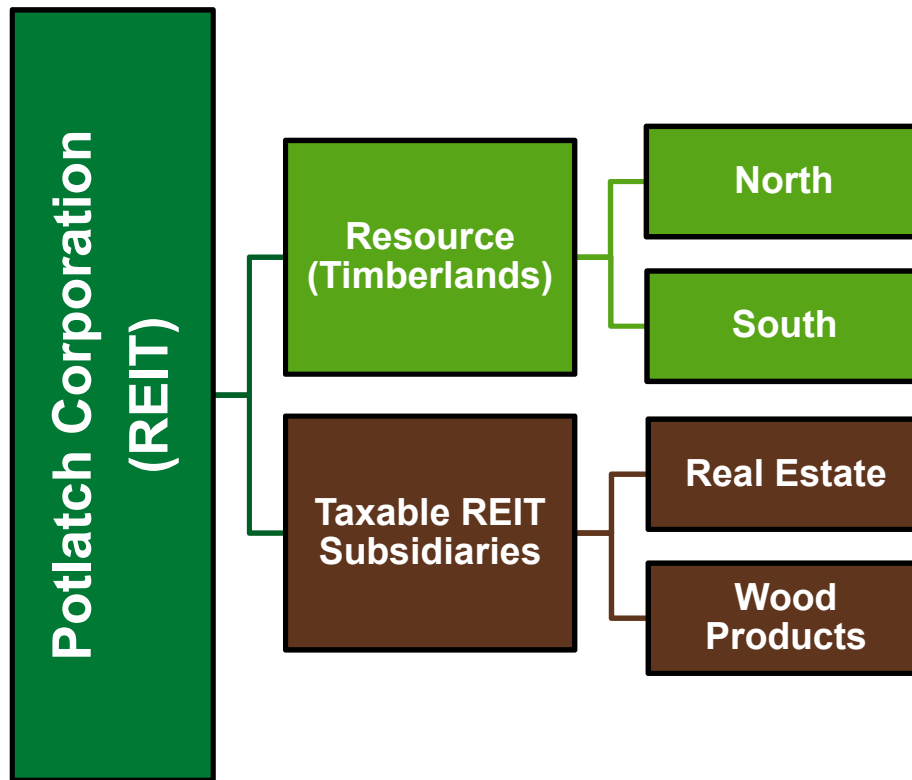 Potlatch Corporation
(REIT)
Resource
(Timberlands)
North
South
Taxable REIT
Subsidiaries
Real Estate
Wood
Products